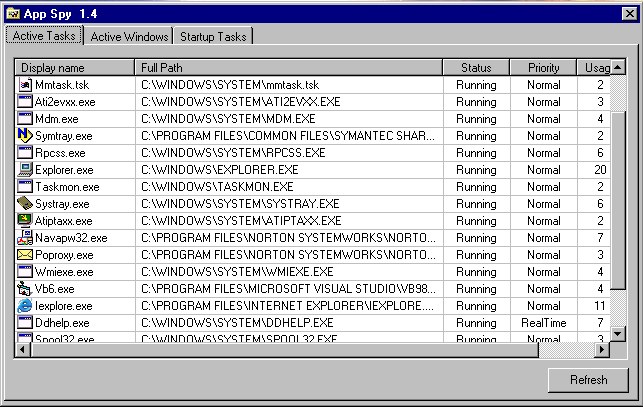 App Spy 1.4
Active Tasks Active Windows Startup Tasks
Display name Full Path Status Priority Usag
Mmtask.tsk C:\WINDOWS\SYSTEM\mmtask.tsk Running Normal 2
Ati2evxx.exe C:\WINDOWS\SYSTEM\ATI2EVXX.EXE Running Normal 3
Mdm.exe C:\WINDOWS\SYSTEM\MDM.EXE Running Normal 4
Symtray.exe C:\PROGRAM FILES\COMMON FILES\SYMANTEC SHAR... Running Normal 2
Rpcss.exe C:\WINDOWS\SYSTEM\RPCSS.EXE Running Normal 6
Explorer.exe C:\WINDOWS\EXPLORER.EXE Running Normal 20
Taskmon.exe C:\WINDOWS\TASKMON.EXE Running Normal 2
Systray.exe C:\WINDOWS\SYSTEM\SYSTRAY.EXE Running Normal 6
Atiptaxx.exe C:\WINDOWS\SYSTEM\ATIPTAXX.EXE Running Normal 2
Navapw32.exe C:\PROGRAM FILES\NORTON SYSTEMWORKS\NORTO... Running Normal 7
Poproxy.exe C:\PROGRAM FILES\NORTON SYSTEMWORKS\NORTO... Running Normal 3
Wmiexe.exe C:\WINDOWS\SYSTEM\WMIEXE.EXE Running Normal 4
Vb6.exe C:\PROGRAM FILES\MICROSOFT VISUAL STUDIO\VB98... Running Normal 4
Iexplore.exe C:\PROGRAM FILES\INTERNET EXPLORER\IEXPLORE.... Running Normal 11
Ddhelp.exe C:\WINDOWS\SYSTEM\DDHELP.EXE Running RealTime 7
Spool32.exe C:\WINDOWS\SYSTEM\SPOOL32.EXE Running Normal 3
Refresh